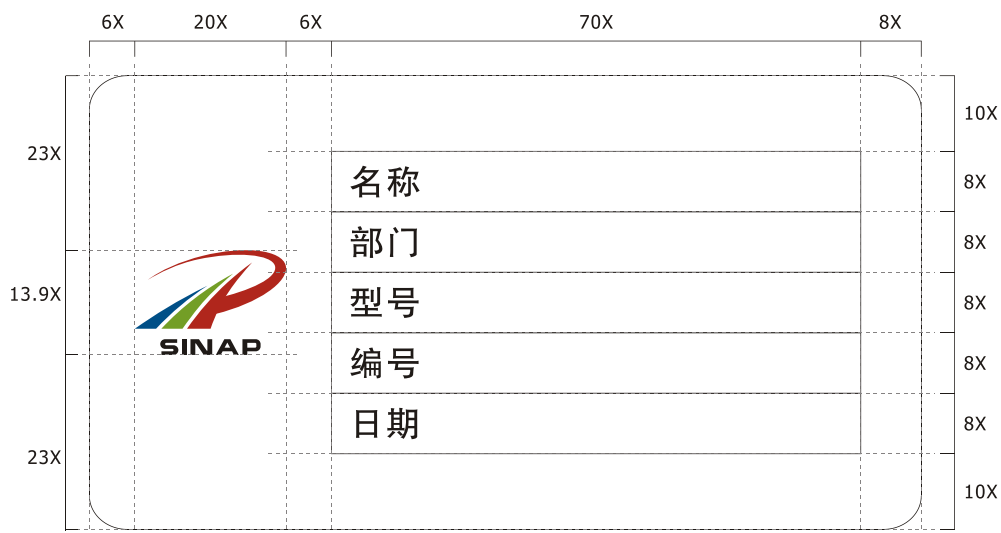 6X 20X 6X 70X 8X
10X
23X
名称 8X
部门 8X
13.9X
型号 8X
SINAP
编号 8X
日期 8X
23X
10X